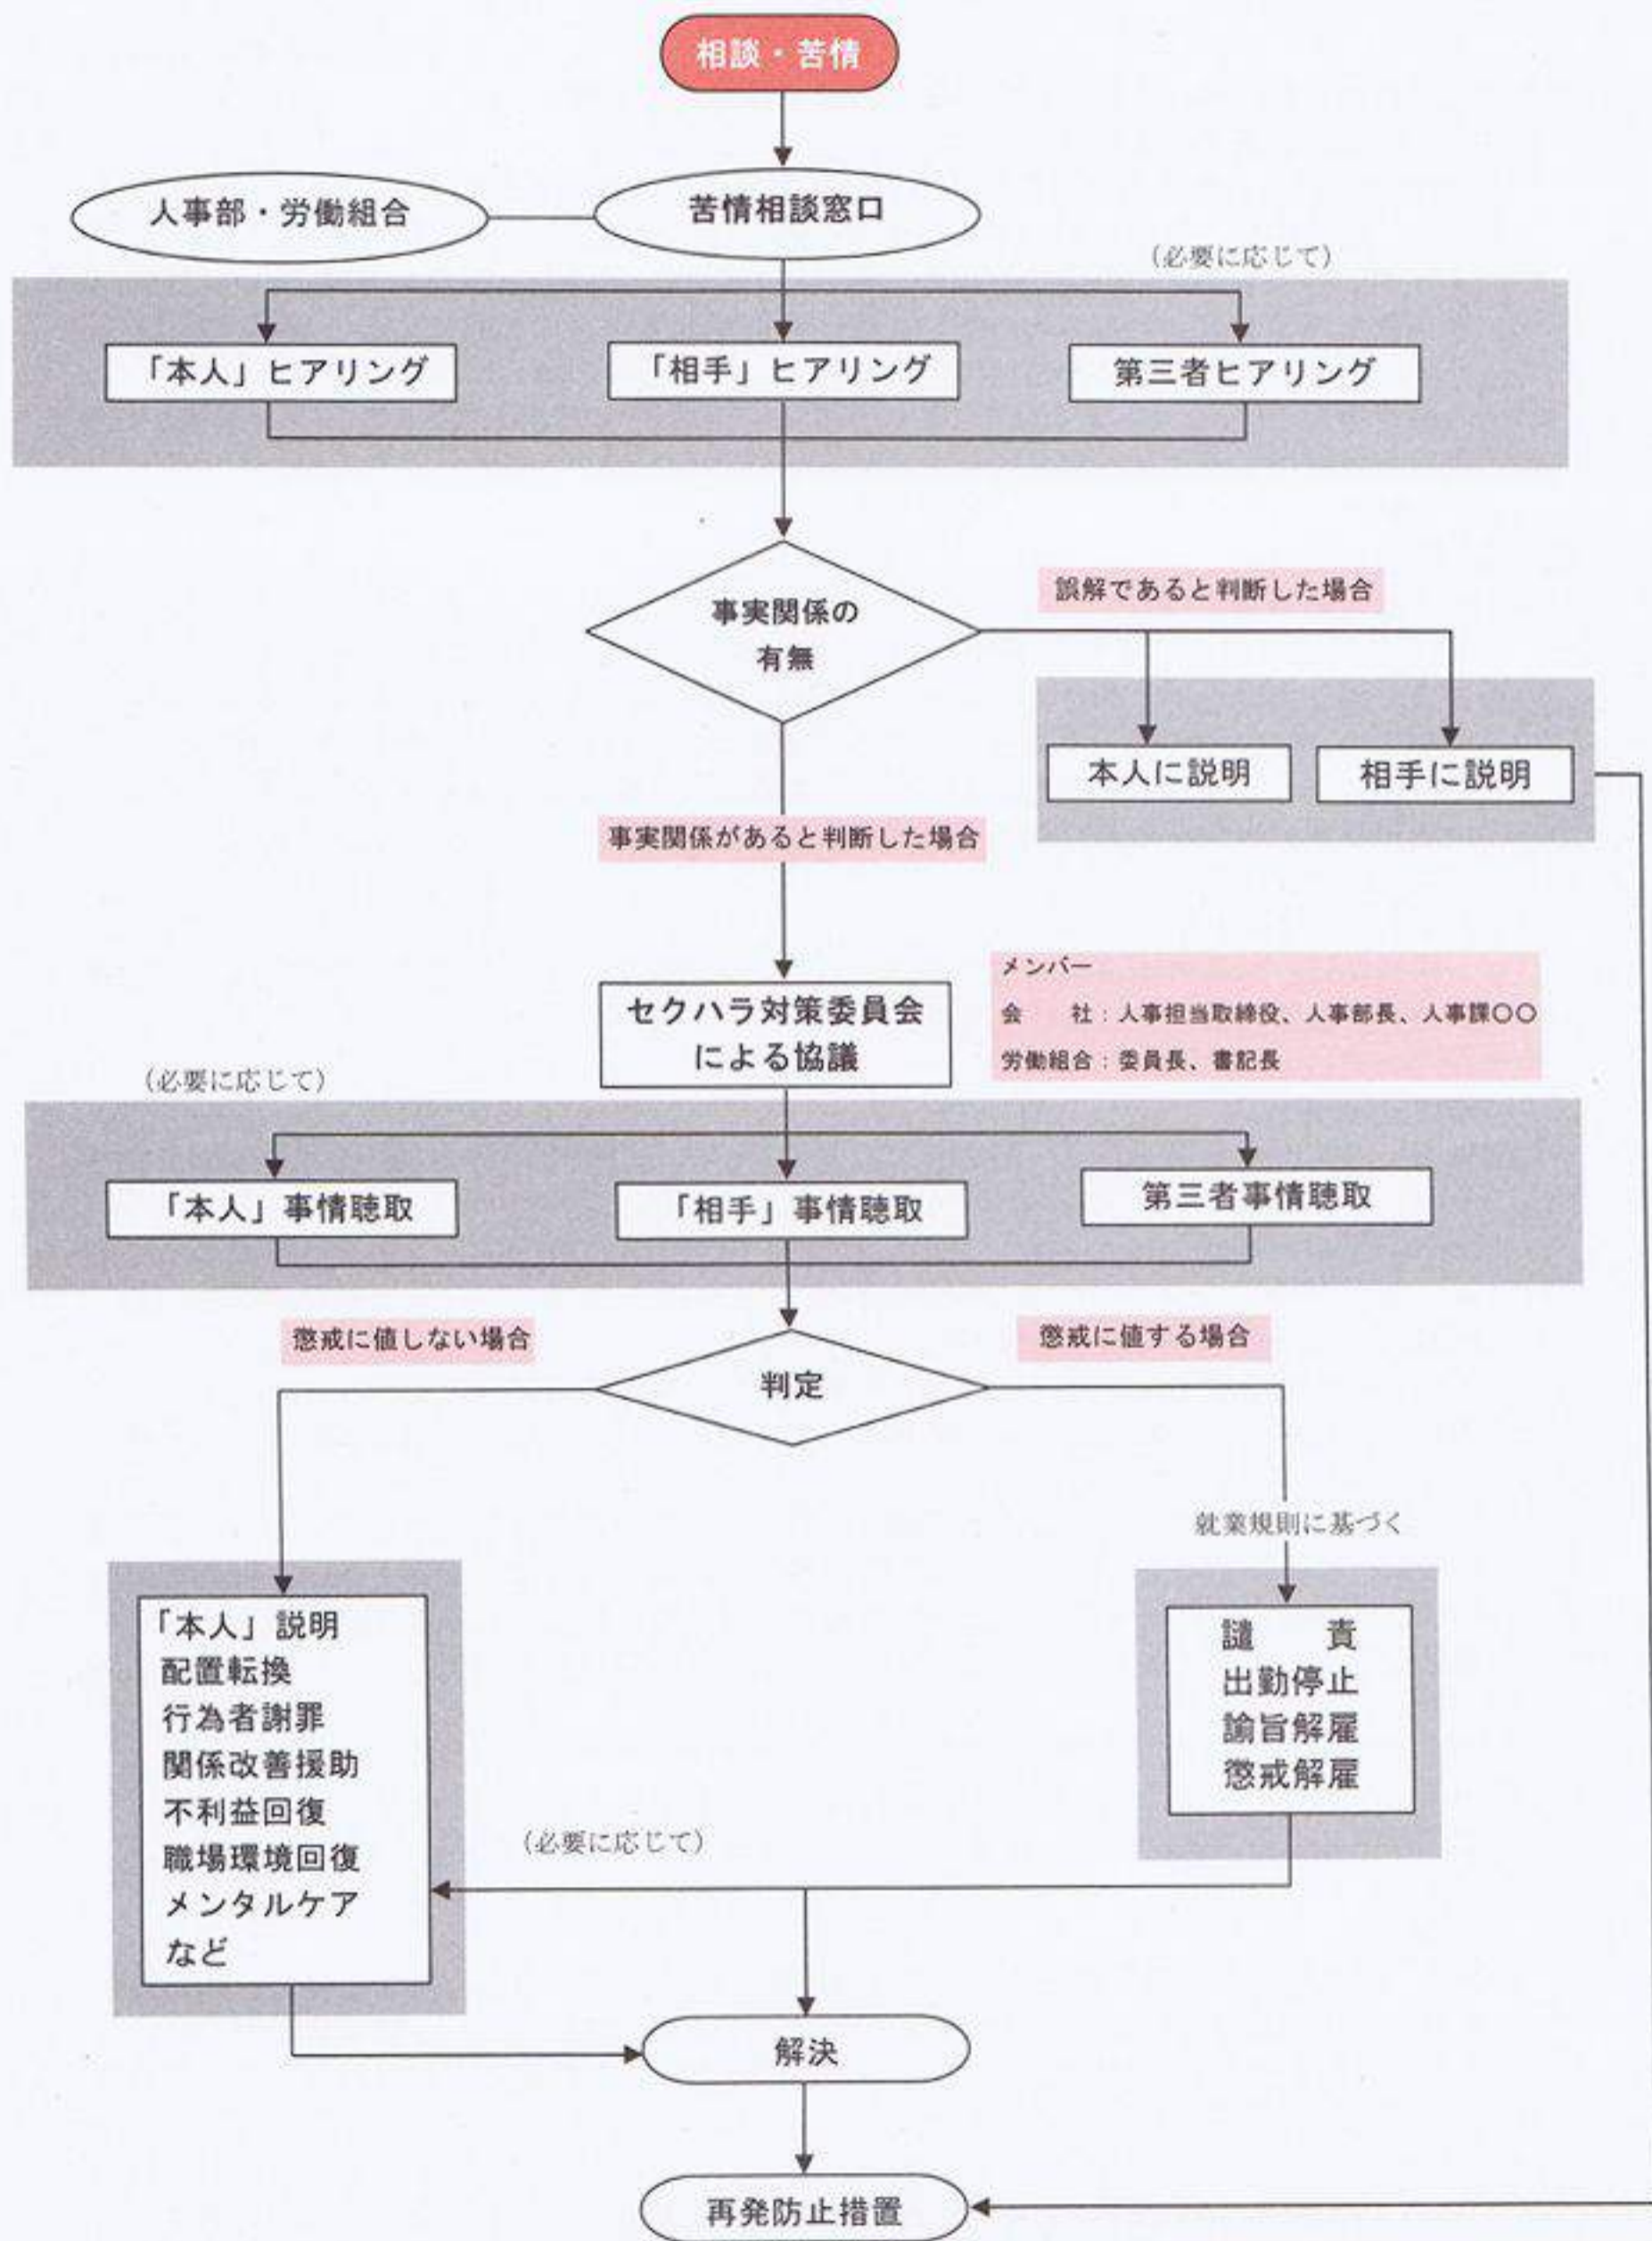 相談・苦情
人事部・労働組合
苦情相談窓口
（必要に応じて）
「本人」ヒアリング
「相手」ヒアリング
第三者ヒアリング
事実関係の
有無
誤解であると判断した場合
本人に説明
相手に説明
事実関係があると判断した場合
セクハラ対策委員会
による協議
メンバー
会　　社：人事担当取締役、人事部長、人事課〇〇
労働組合：委員長、書記長
（必要に応じて）
「本人」事情聴取
「相手」事情聴取
第三者事情聴取
懲戒に値しない場合
懲戒に値する場合
判定
就業規則に基づく
「本人」説明
配置転換
行為者謝罪
関係改善援助
不利益回復
職場環境回復
メンタルケア
など
譴　　責
出勤停止
諭旨解雇
懲戒解雇
（必要に応じて）
解決
再発防止措置